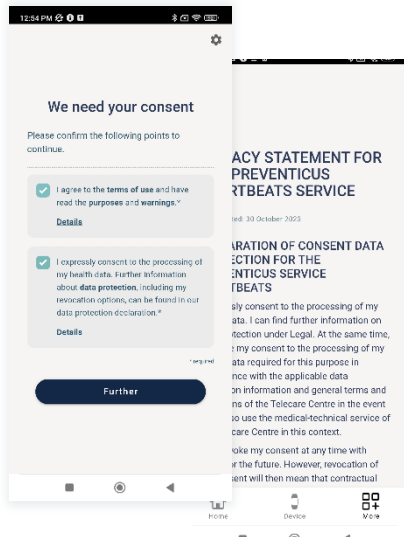 12:54 PM
We need your consent
Please confirm the following points to
continue.
I agree to the terms of use and have
read the purposes and warnings.*
Details
I expressly consent to the processing of
my health data. Further information
about data protection, including my
revocation options, can be found in our
data protection declaration.*
Details
* required
Further
ACY STATEMENT FOR
PREVENTICUS
RTBEATS SERVICE
ted: 30 October 2023
ARATION OF CONSENT DATA
ECTION FOR THE
ENTICUS SERVICE
TBEATS
sly consent to the processing of my
ata. I can find further information on
otection under Legal. At the same time,
e my consent to the processing of my
ata required for this purpose in
nce with the applicable data
on information and general terms and
ns of the Telecare Centre in the event
so use the medical-technical service of
care Centre in this context.
voke my consent at any time with
or the future. However, revocation of
sent will then mean that contractual
Home
Device
More